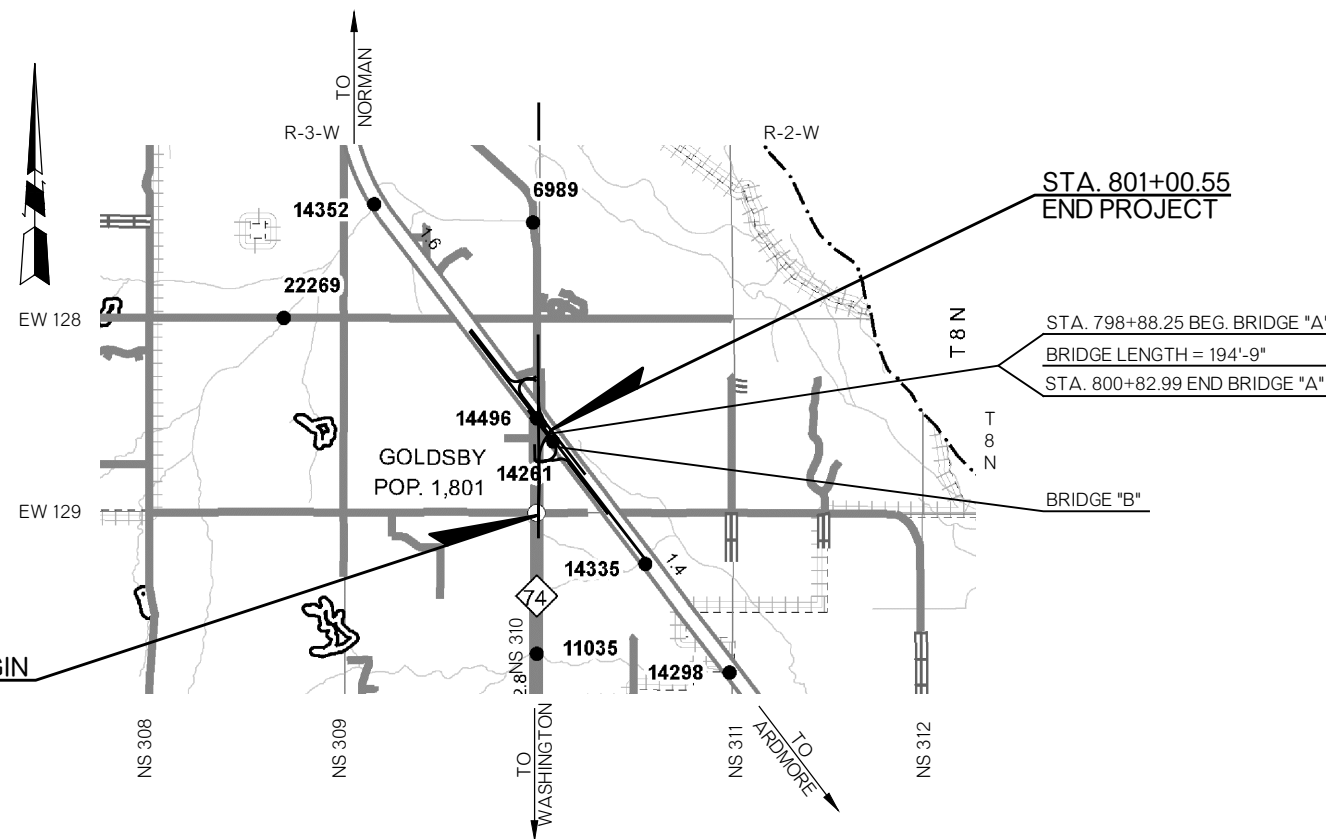 TO
NORMAN
R-3-W
R-2-W
6989
14352
1.6
STA. 801+00.55
END PROJECT
22269
EW 128
T 8 N
STA. 798+88.25 BEG. BRIDGE "A"
BRIDGE LENGTH = 194'-9"
STA. 800+82.99 END BRIDGE "A"
14496
T
8
N
GOLDSBY
POP. 1,801
14261
BRIDGE "B"
EW 129
14335
1.4
74
NS 310
11035
14298
2.8
NS 308
NS 309
TO
WASHINGTON
NS 311
TO
ARDMORE
NS 312